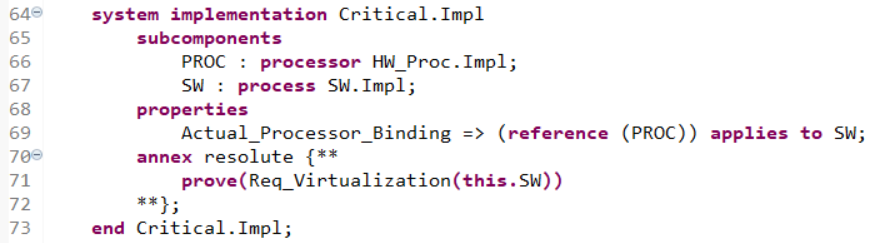 64 system implementation Critical.Impl
65 subcomponents
66 PROC : processor HW_Proc.Impl;
67 SW : process SW.Impl;
68 properties
69 Actual_Processor_Binding => (reference (PROC)) applies to SW;
70 annex resolute {**
71 prove(Req_Virtualization(this.SW))
72 **};
73 end Critical.Impl;